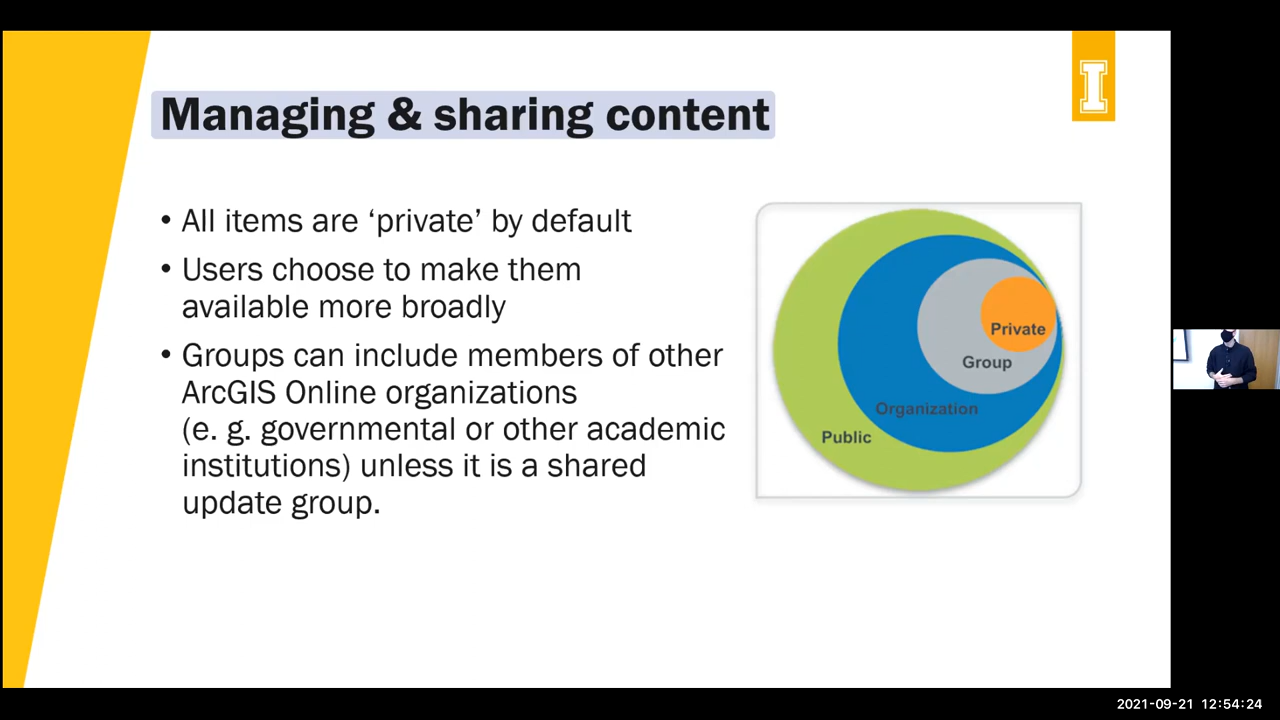 I
Managing & sharing content
• All items are ‘private’ by default
• Users choose to make them
available more broadly
• Groups can include members of other
ArcGIS Online organizations
(e. g. governmental or other academic
institutions) unless it is a shared
update group.
Private
Group
Organization
Public
2021-09-21 12:54:24